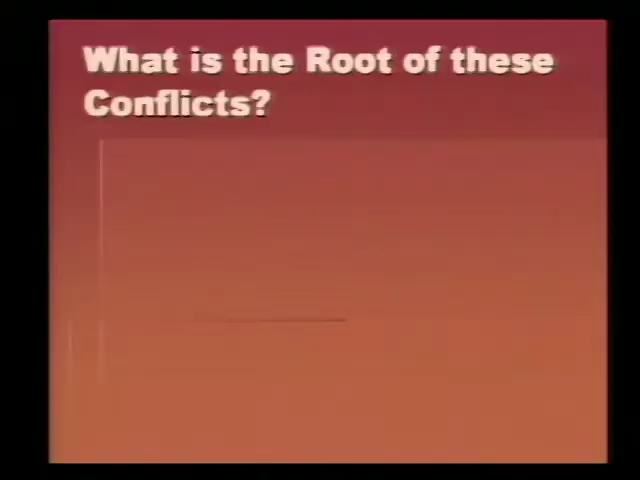 What is the Root of these
Conflicts?